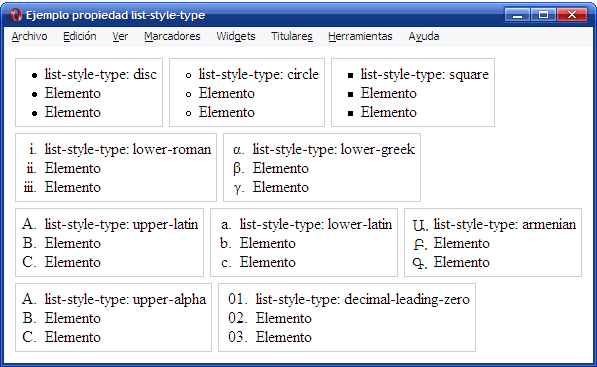 Ejemplo propiedad list-style-type
Archivo Edición Ver Marcadores Widgets Titulares Herramientas Ayuda
• list-style-type: disc
• Elemento
• Elemento
◦ list-style-type: circle
◦ Elemento
◦ Elemento
▪ list-style-type: square
▪ Elemento
▪ Elemento
i. list-style-type: lower-roman
ii. Elemento
iii. Elemento
α. list-style-type: lower-greek
β. Elemento
γ. Elemento
A. list-style-type: upper-latin
B. Elemento
C. Elemento
a. list-style-type: lower-latin
b. Elemento
c. Elemento
Ա. list-style-type: armenian
Բ. Elemento
Գ. Elemento
A. list-style-type: upper-alpha
B. Elemento
C. Elemento
01. list-style-type: decimal-leading-zero
02. Elemento
03. Elemento